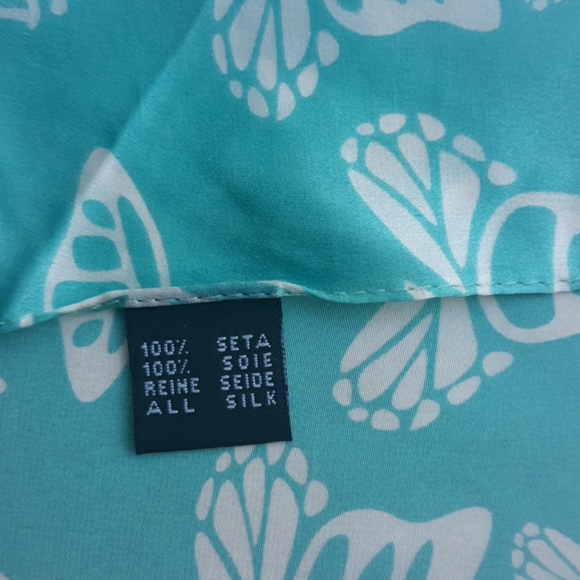 100% SETA
100% SOIE
REINE SEIDE
ALL SILK